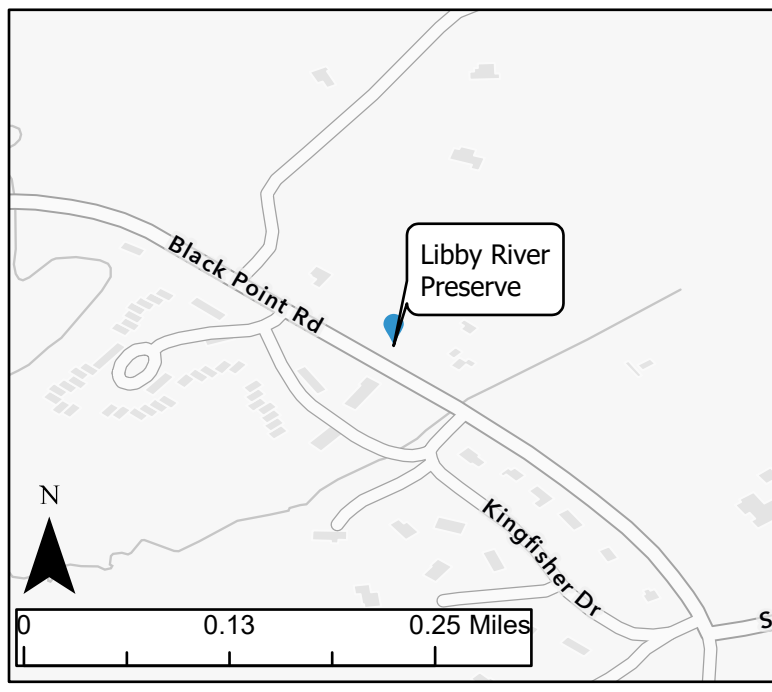 Black Point Rd
Libby River
Preserve
N
Kingfisher Dr
0 0.13 0.25 Miles
S